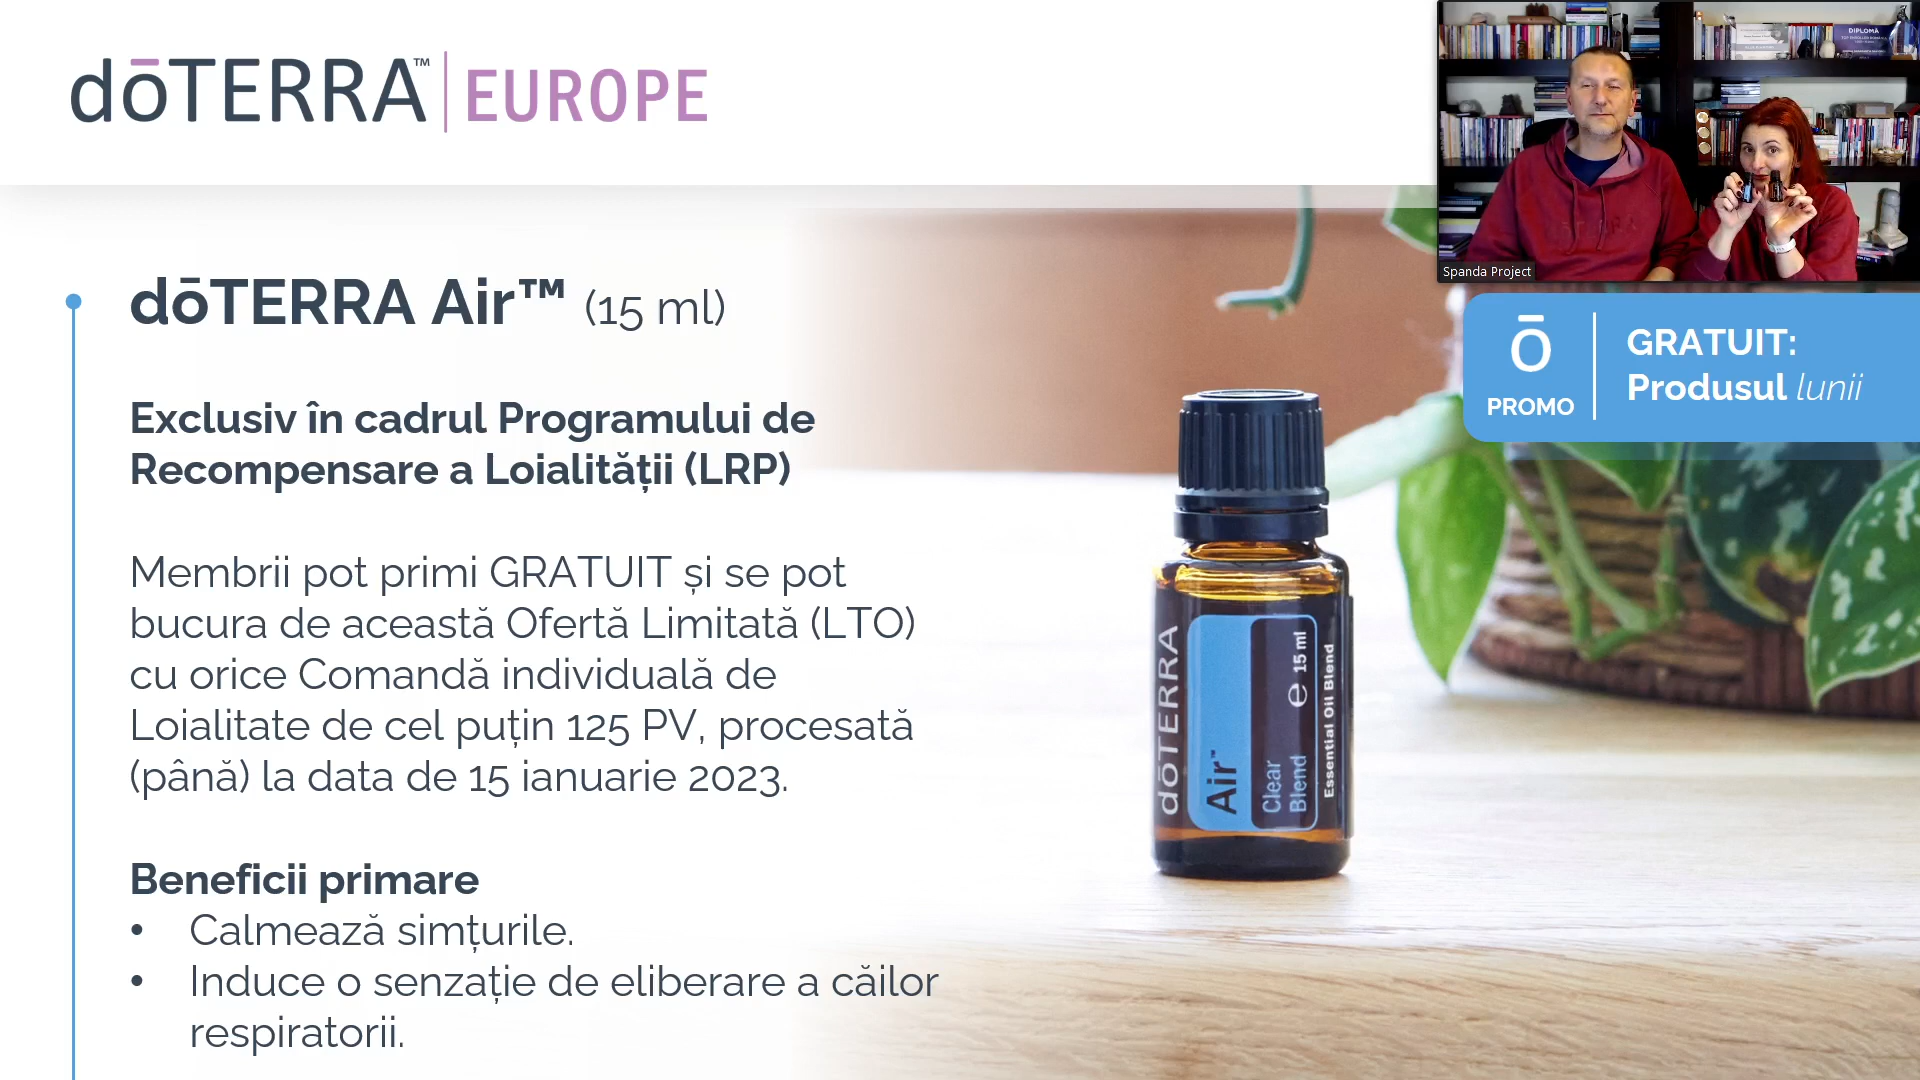 dōTERRA™ EUROPE
dōTERRA Air™ (15 ml)
Exclusiv în cadrul Programului de
Recompensare a Loialității (LRP)
Membrii pot primi GRATUIT și se pot
bucura de această Ofertă Limitată (LTO)
cu orice Comandă individuală de
Loialitate de cel puțin 125 PV, procesată
(până) la data de 15 ianuarie 2023.
Beneficii primare
• Calmează simțurile.
• Induce o senzație de eliberare a căilor
respiratorii.
DIPLOMĂ
Spanda Project
ō
PROMO
GRATUIT:
Produsul lunii
dōTERRA
Air™
Clear
Blend
℮ 15 ml
Essential Oil Blend